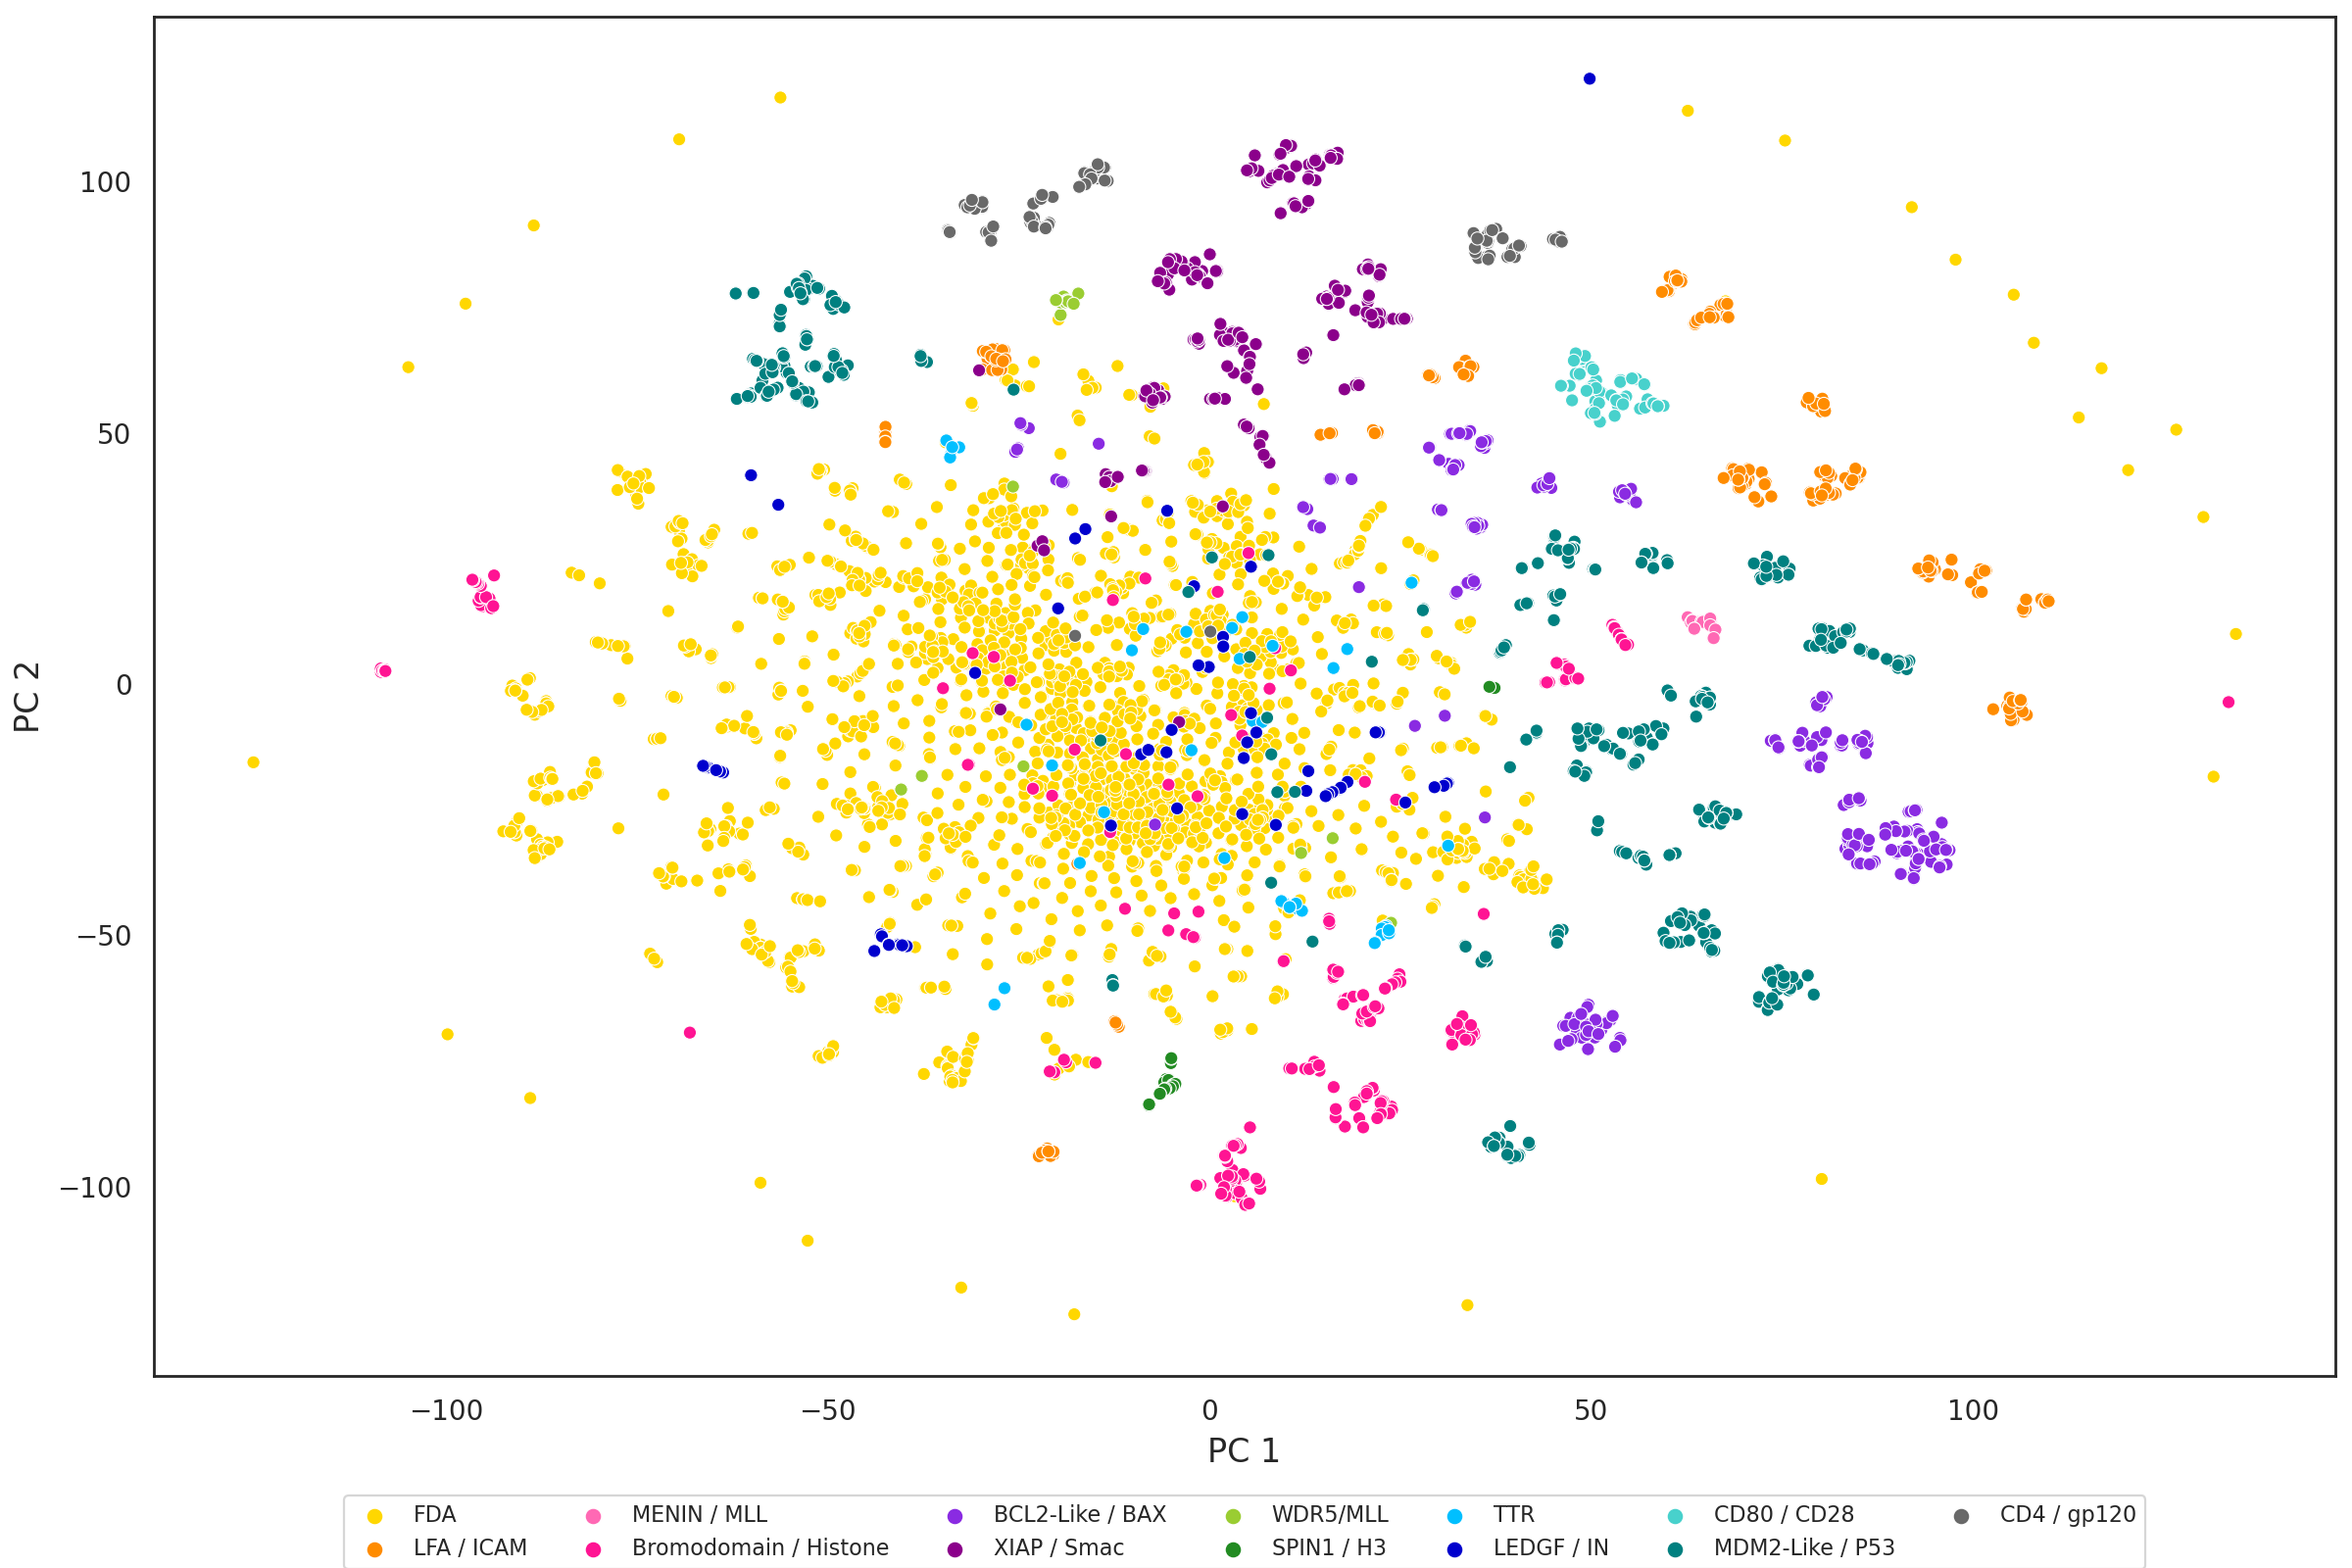 100
50
0
−50
−100
PC 2
−100 −50 0 50 100
PC 1
FDA MENIN / MLL BCL2-Like / BAX WDR5/MLL TTR CD80 / CD28 CD4 / gp120
LFA / ICAM Bromodomain / Histone XIAP / Smac SPIN1 / H3 LEDGF / IN MDM2-Like / P53